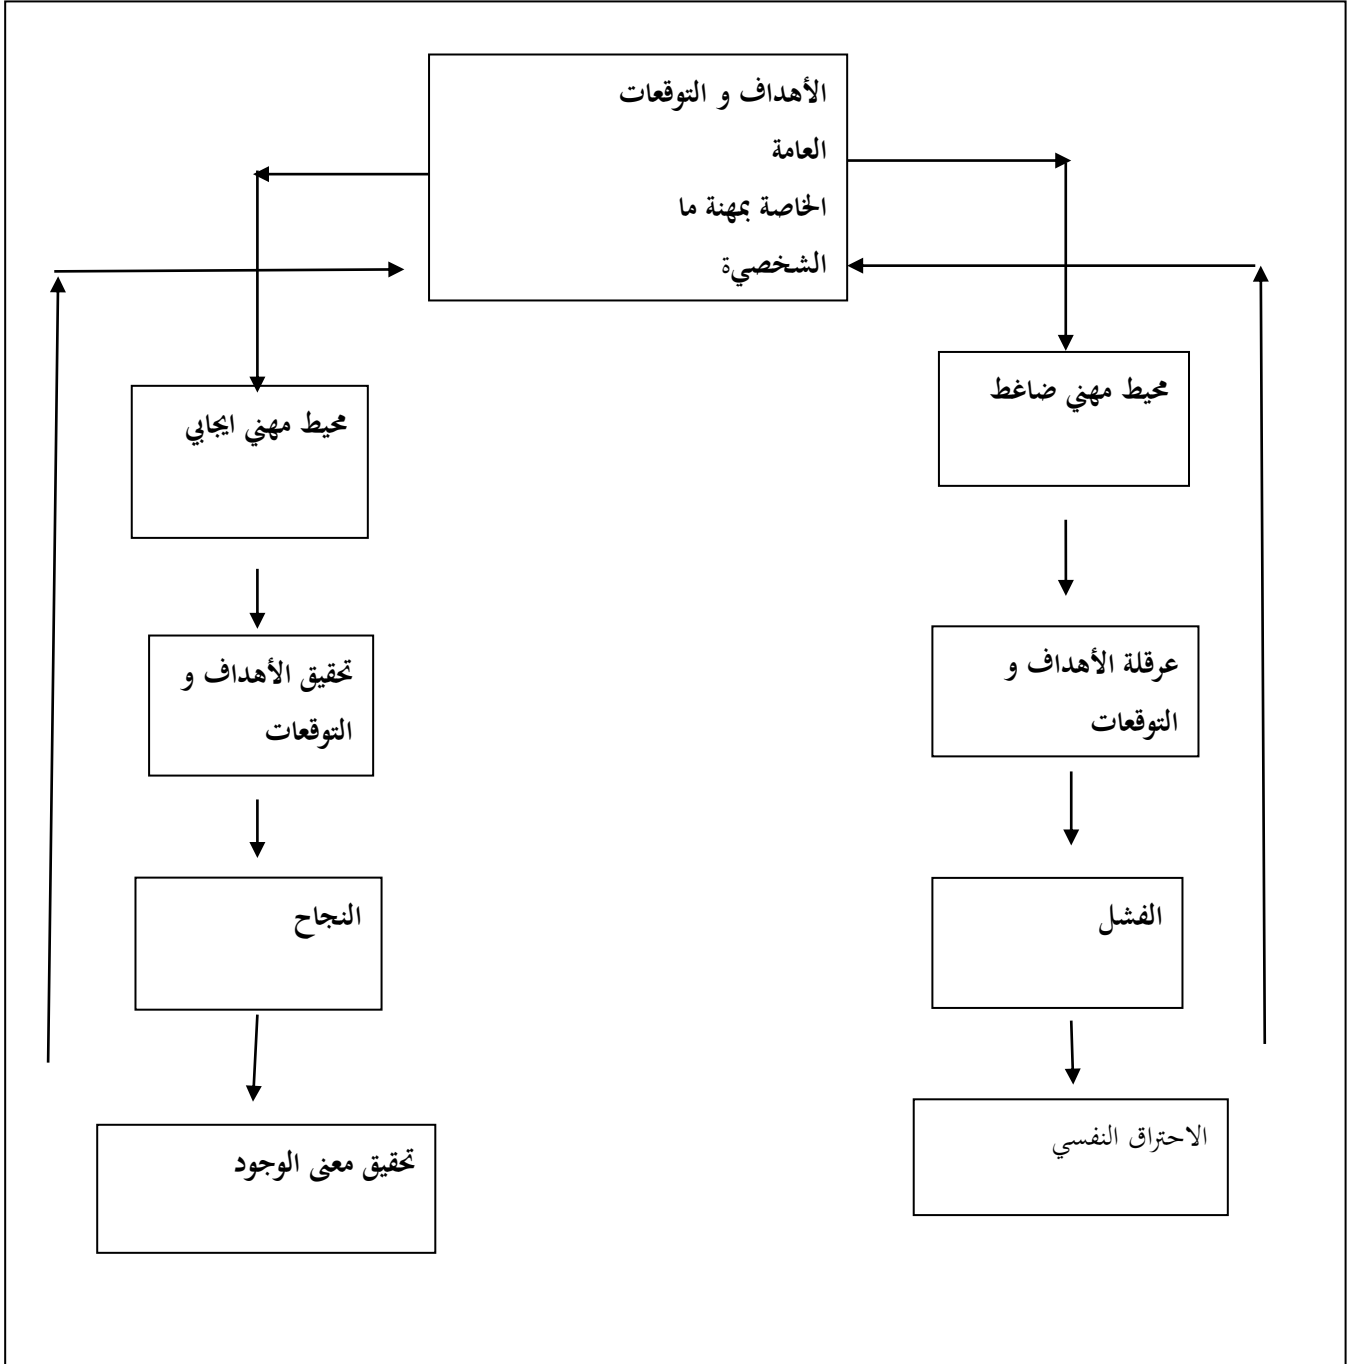 الأهداف و التوقعات
العامة
الخاصة بمهنة ما
الشخصيۃ
محيط مهني ضاغط
محيط مهني ايجابي
عرقلة الأهداف و
التوقعات
تحقيق الأهداف و
التوقعات
الفشل
النجاح
الاحتراق النفسي
تحقيق معنى الوجود